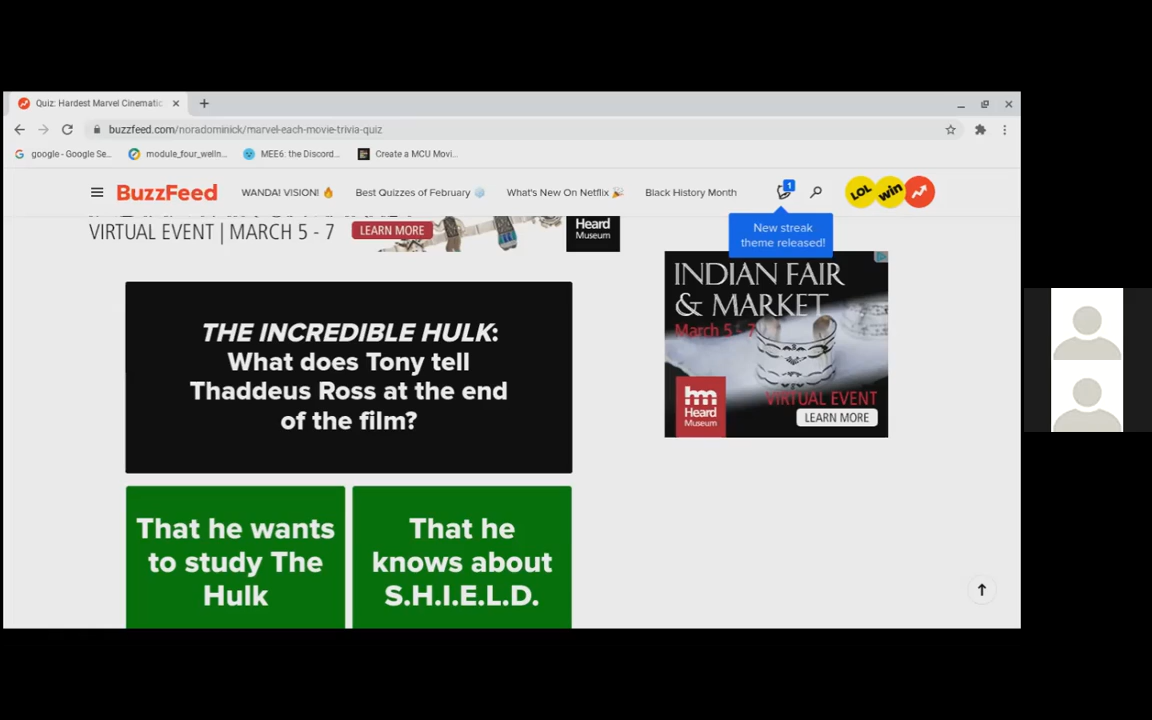 Quiz: Hardest Marvel Cinematic
buzzfeed.com/noradominick/marvel-each-movie-trivia-quiz
google - Google Se...
module_four_welln...
MEE6: the Discord...
Create a MCU Movi...
BuzzFeed
WANDA! VISION! 🔥
Best Quizzes of February
What's New On Netflix 🎉
Black History Month
1
LOL
win
New streak
theme released!
VIRTUAL EVENT | MARCH 5 - 7
LEARN MORE
Heard
Museum
INDIAN FAIR
& MARKET
March 5 - 7
hm
Heard
Museum
VIRTUAL EVENT
LEARN MORE
THE INCREDIBLE HULK:
What does Tony tell
Thaddeus Ross at the end
of the film?
That he wants
to study The
Hulk
That he
knows about
S.H.I.E.L.D.